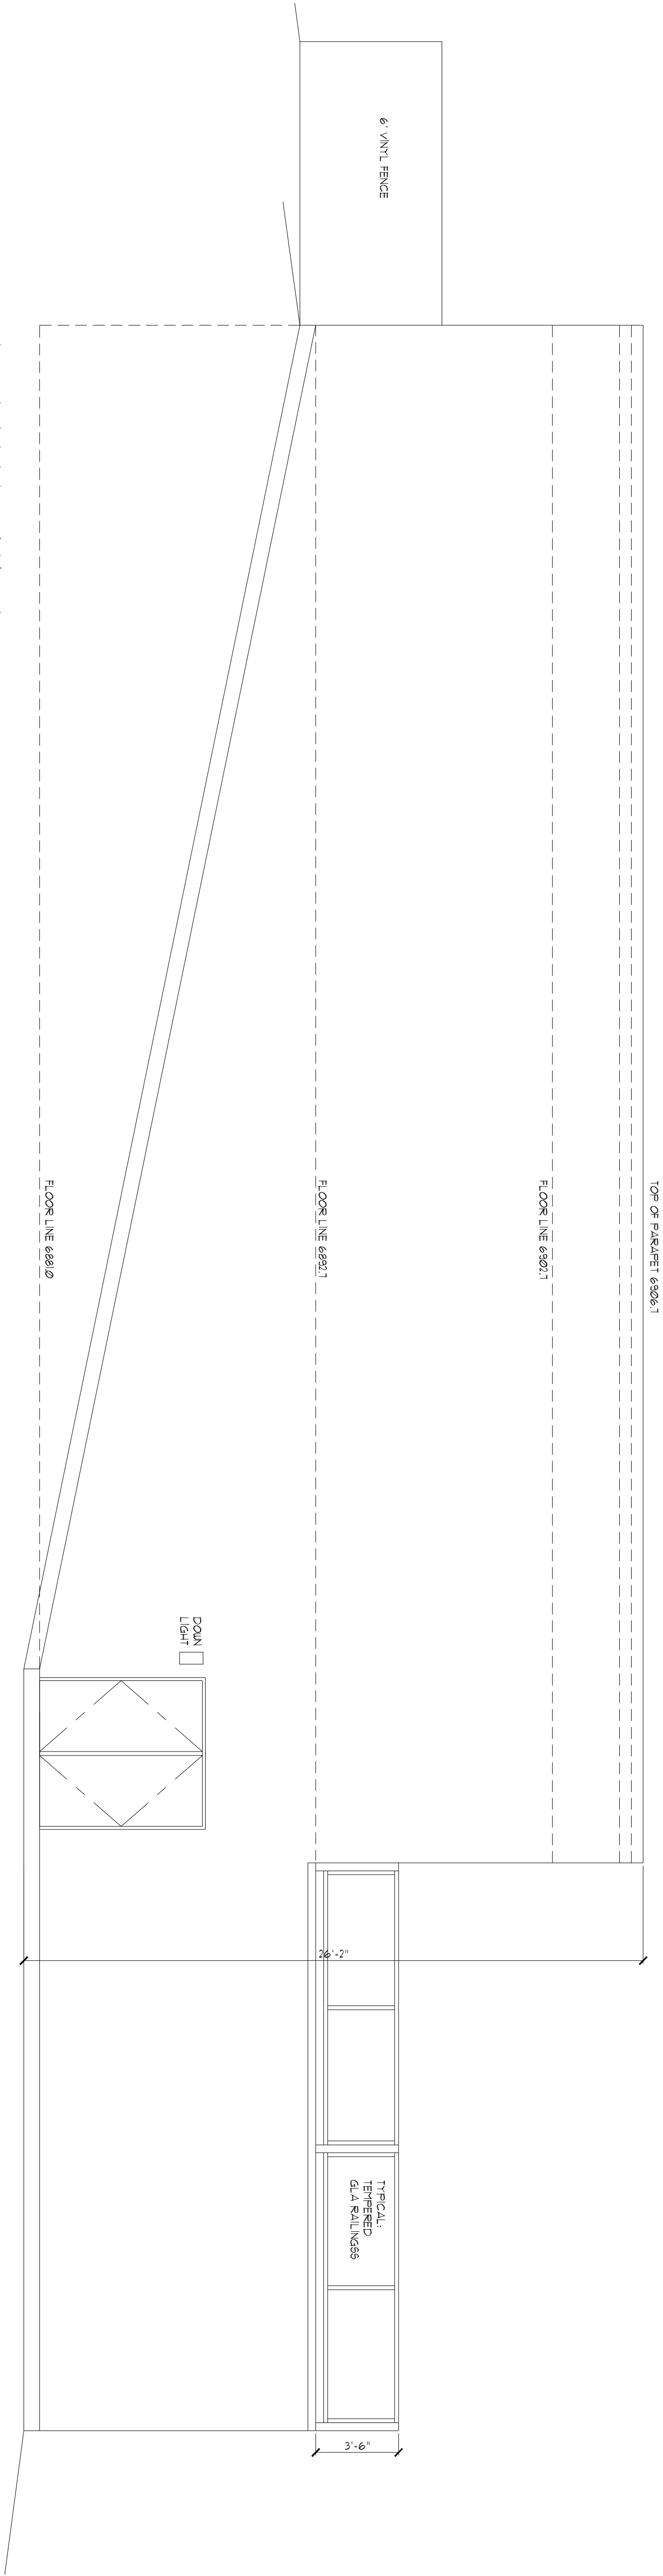 6' VINYL FENCE
TOP OF PARAPET 6906.7
FLOOR LINE 6902.7
FLOOR LINE 6892.7
FLOOR LINE 6881.0
DOWN
LIGHT
26'-2"
TYPICAL:
TEMPERED
GLA RAILINGSS
3'-6"